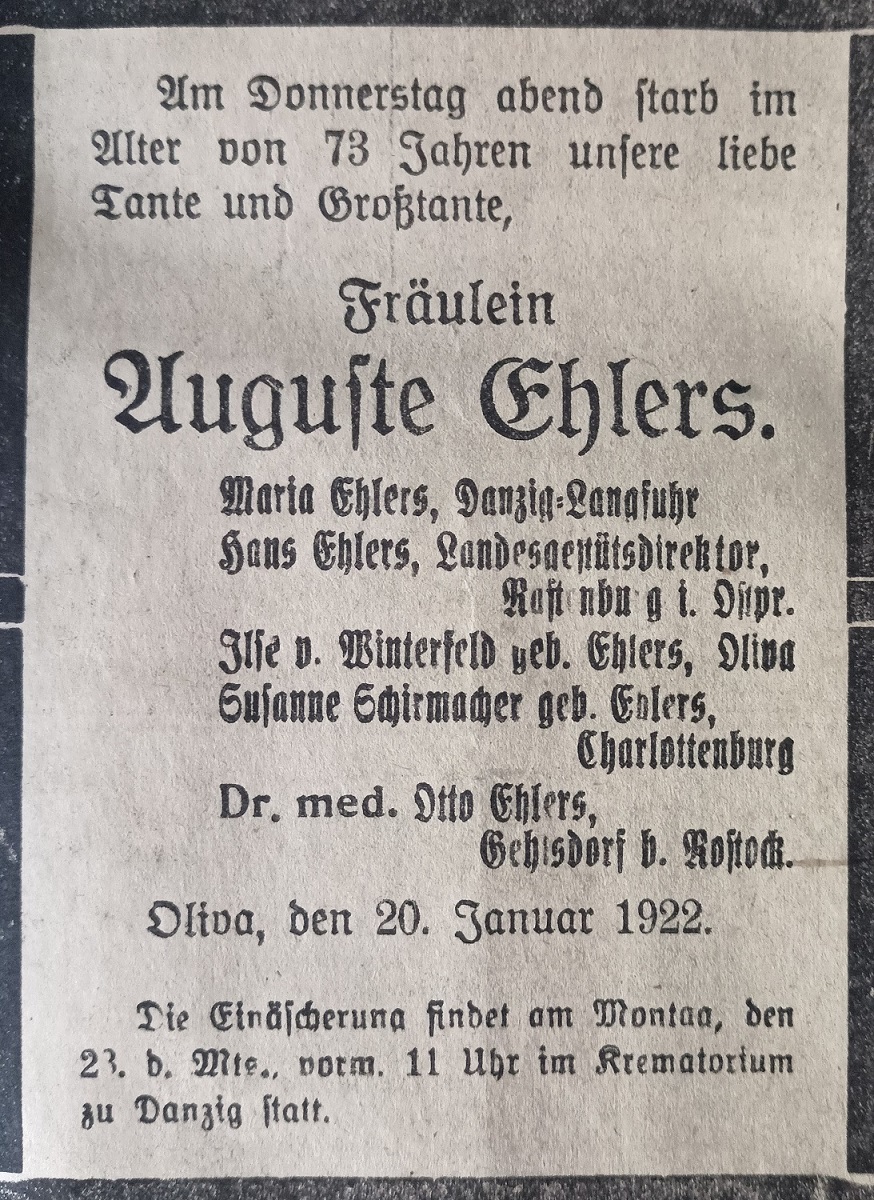 Am Donnerstag abend starb im
Alter von 73 Jahren unsere liebe
Tante und Großtante,
Fräulein
Auguste Ehlers.
Maria Ehlers, Danzig-Langfuhr
Hans Ehlers, Landesgestütsdirektor,
i. Ostpr.
Ilse v. Winterfeld geb. Ehlers, Oliva
Susanne Schirmacher geb. Ehlers,
Charlottenburg
Dr. med. Otto Ehlers,
Gehlsdorf b. Rostock.
Oliva, den 20. Januar 1922.
Die Einäscherung findet am Montag, den
23. d. Mts., vorm. 11 Uhr im Krematorium
zu Danzig statt.